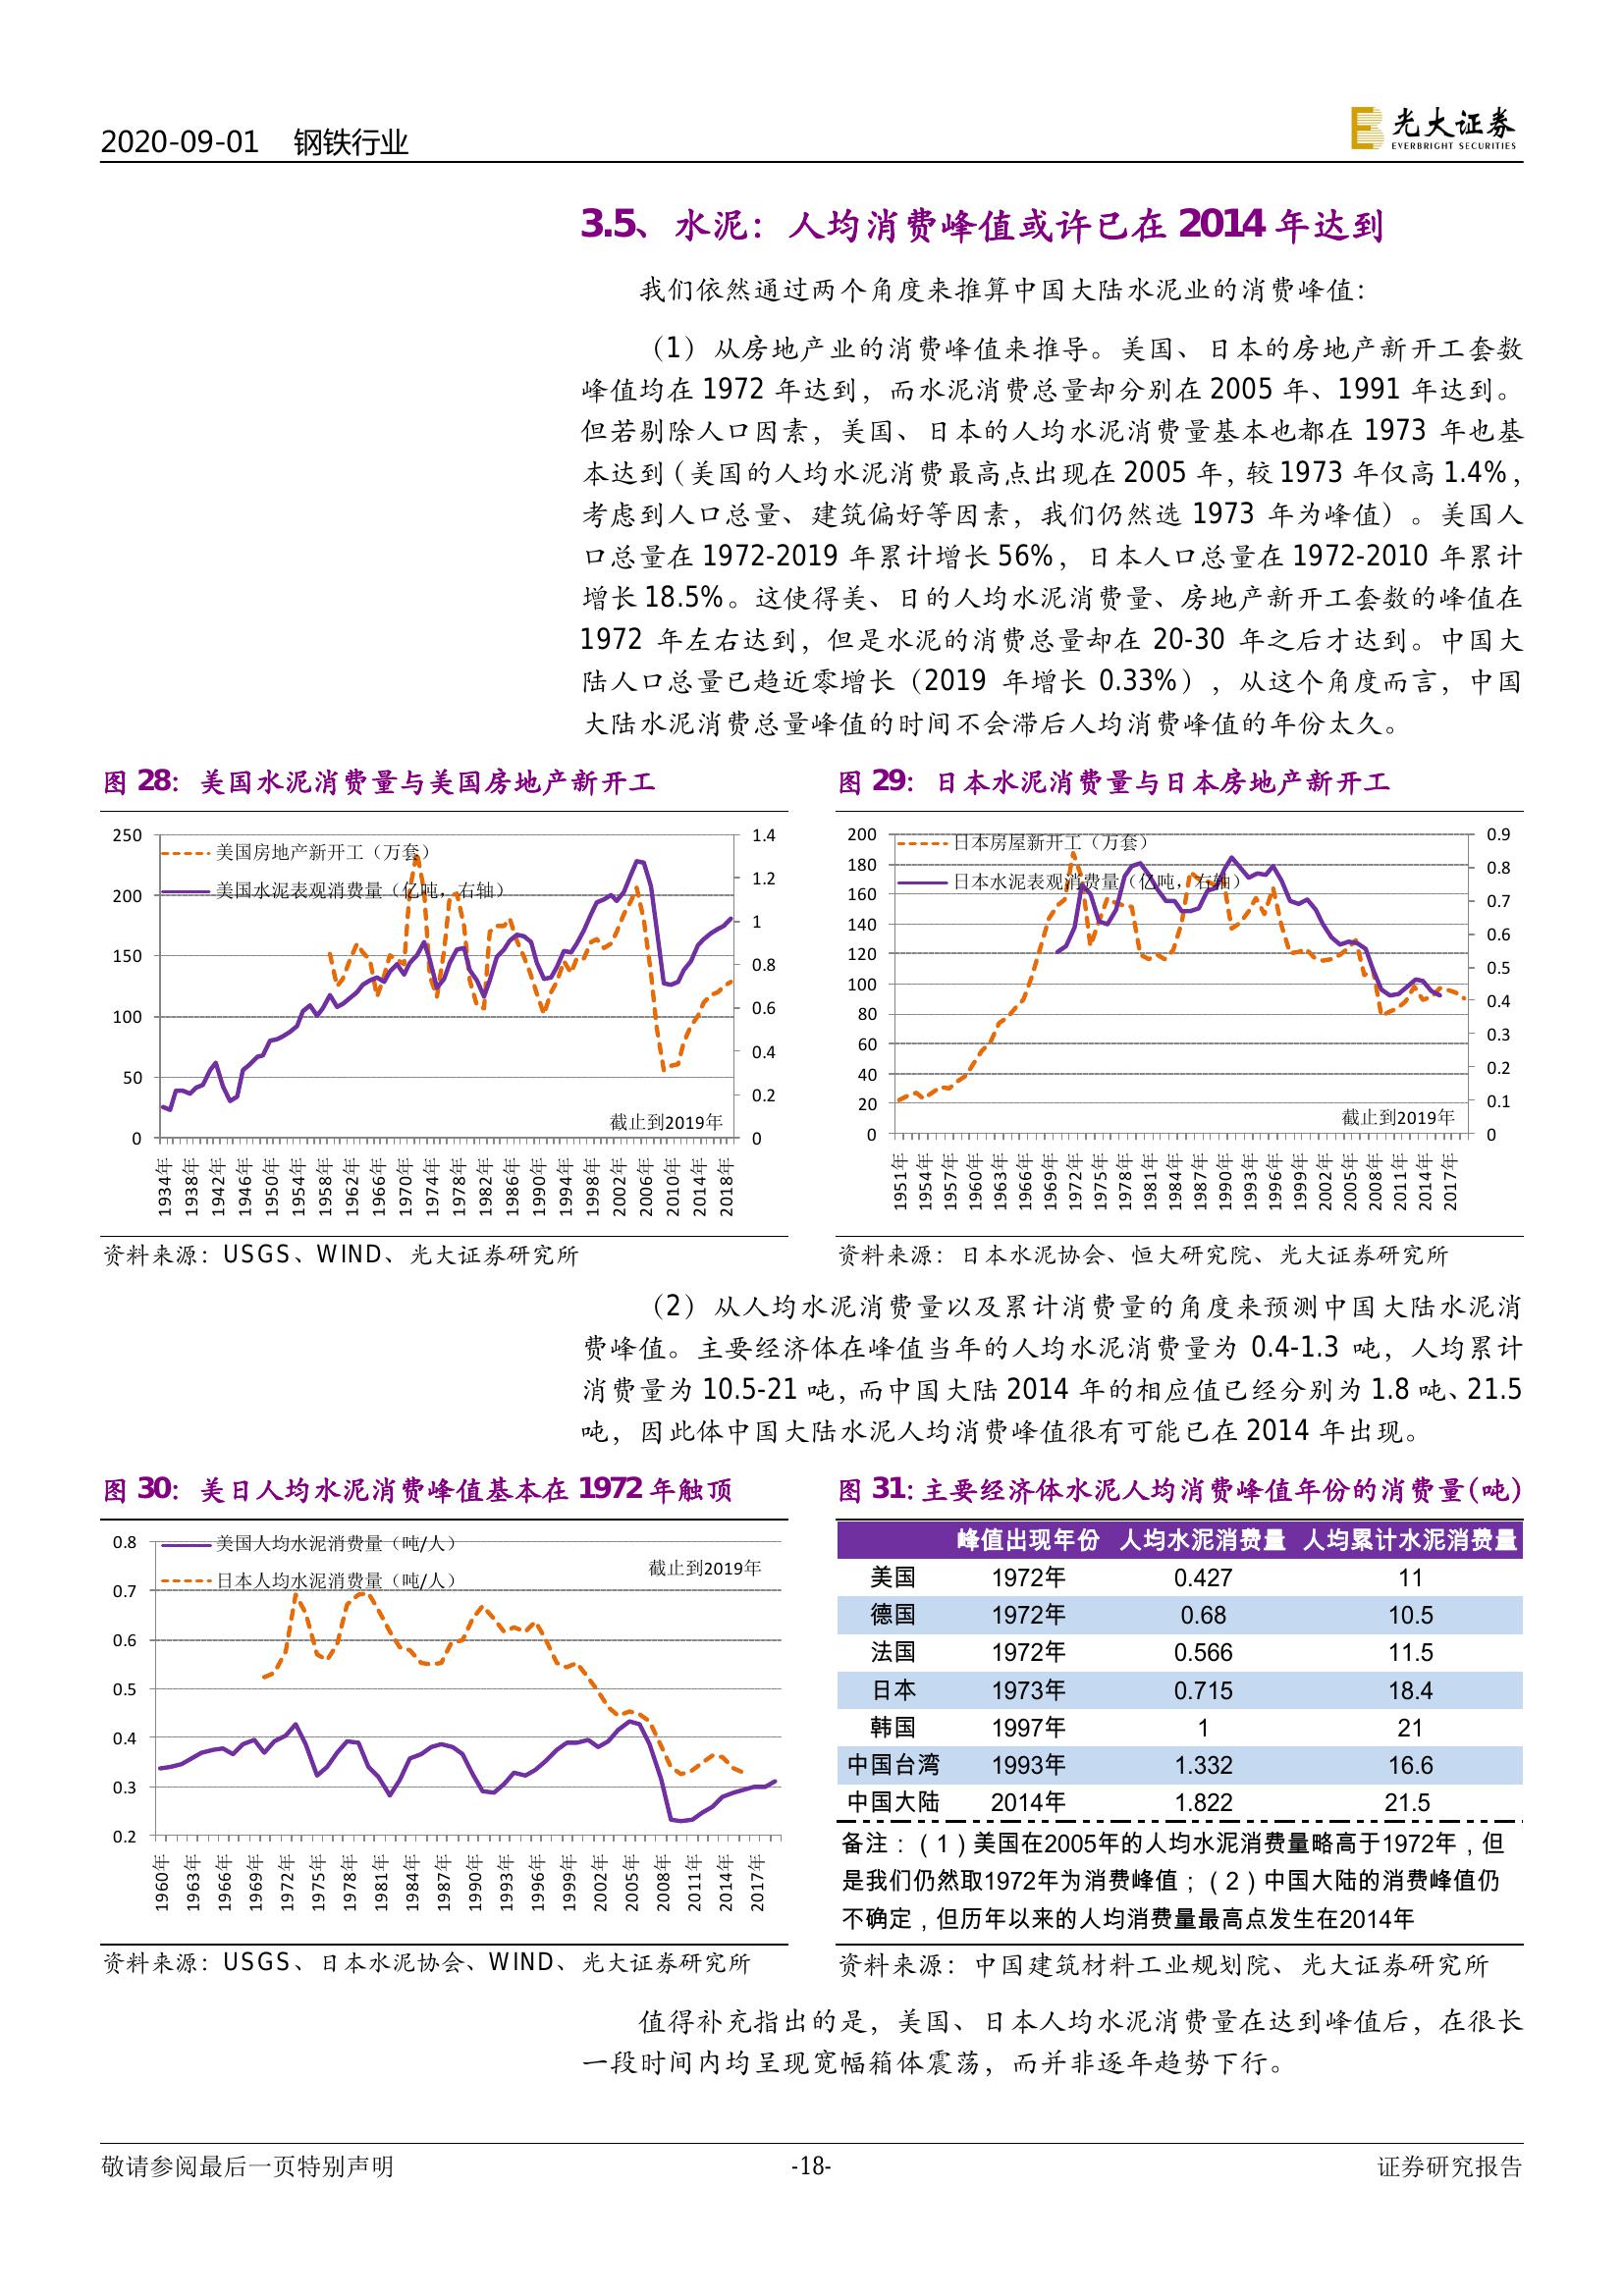 2020-09-01 钢铁行业
光大证券
EVERBRIGHT SECURITIES
3.5、水泥：人均消费峰值或许已在 2014 年达到
我们依然通过两个角度来推算中国大陆水泥业的消费峰值：
（1）从房地产业的消费峰值来推导。美国、日本的房地产新开工套数
峰值均在 1972 年达到，而水泥消费总量却分别在 2005 年、1991 年达到。
但若剔除人口因素，美国、日本的人均水泥消费量基本也都在 1973 年也基
本达到（美国的人均水泥消费最高点出现在 2005 年，较 1973 年仅高 1.4%，
考虑到人口总量、建筑偏好等因素，我们仍然选 1973 年为峰值）。美国人
口总量在 1972-2019 年累计增长 56%，日本人口总量在 1972-2010 年累计
增长 18.5%。这使得美、日的人均水泥消费量、房地产新开工套数的峰值在
1972 年左右达到，但是水泥的消费总量却在 20-30 年之后才达到。中国大
陆人口总量已趋近零增长（2019 年增长 0.33%），从这个角度而言，中国
大陆水泥消费总量峰值的时间不会滞后人均消费峰值的年份太久。
图 28：美国水泥消费量与美国房地产新开工
250
200
150
100
50
0
美国房地产新开工（万套）
美国水泥表观消费量（亿吨，右轴）
截止到2019年
1.4
1.2
1
0.8
0.6
0.4
0.2
0
1934年 1938年 1942年 1946年 1950年 1954年 1958年 1962年 1966年 1970年 1974年 1978年 1982年 1986年 1990年 1994年 1998年 2002年 2006年 2010年 2014年 2018年
资料来源：USGS、WIND、光大证券研究所
图 29：日本水泥消费量与日本房地产新开工
200
180
160
140
120
100
80
60
40
20
0
日本房屋新开工（万套）
日本水泥表观消费量（亿吨，右轴）
截止到2019年
0.9
0.8
0.7
0.6
0.5
0.4
0.3
0.2
0.1
0
1951年 1954年 1957年 1960年 1963年 1966年 1969年 1972年 1975年 1978年 1981年 1984年 1987年 1990年 1993年 1996年 1999年 2002年 2005年 2008年 2011年 2014年 2017年
资料来源：日本水泥协会、恒大研究院、光大证券研究所
（2）从人均水泥消费量以及累计消费量的角度来预测中国大陆水泥消
费峰值。主要经济体在峰值当年的人均水泥消费量为 0.4-1.3 吨，人均累计
消费量为 10.5-21 吨，而中国大陆 2014 年的相应值已经分别为 1.8 吨、21.5
吨，因此体中国大陆水泥人均消费峰值很有可能已在 2014 年出现。
图 30：美日人均水泥消费峰值基本在 1972 年触顶
0.8
0.7
0.6
0.5
0.4
0.3
0.2
美国人均水泥消费量（吨/人）
日本人均水泥消费量（吨/人）
截止到2019年
1960年 1963年 1966年 1969年 1972年 1975年 1978年 1981年 1984年 1987年 1990年 1993年 1996年 1999年 2002年 2005年 2008年 2011年 2014年 2017年
资料来源：USGS、日本水泥协会、WIND、光大证券研究所
图 31：主要经济体水泥人均消费峰值年份的消费量（吨）
峰值出现年份 人均水泥消费量 人均累计水泥消费量
美国 1972年 0.427 11
德国 1972年 0.68 10.5
法国 1972年 0.566 11.5
日本 1973年 0.715 18.4
韩国 1997年 1 21
中国台湾 1993年 1.332 16.6
中国大陆 2014年 1.822 21.5
备注：（1）美国在2005年的人均水泥消费量略高于1972年，但
是我们仍然取1972年为消费峰值；（2）中国大陆的消费峰值仍
不确定，但历年以来的人均消费量最高点发生在2014年
资料来源：中国建筑材料工业规划院、光大证券研究所
值得补充指出的是，美国、日本人均水泥消费量在达到峰值后，在很长
一段时间内均呈现宽幅箱体震荡，而并非逐年趋势下行。
敬请参阅最后一页特别声明
-18-
证券研究报告